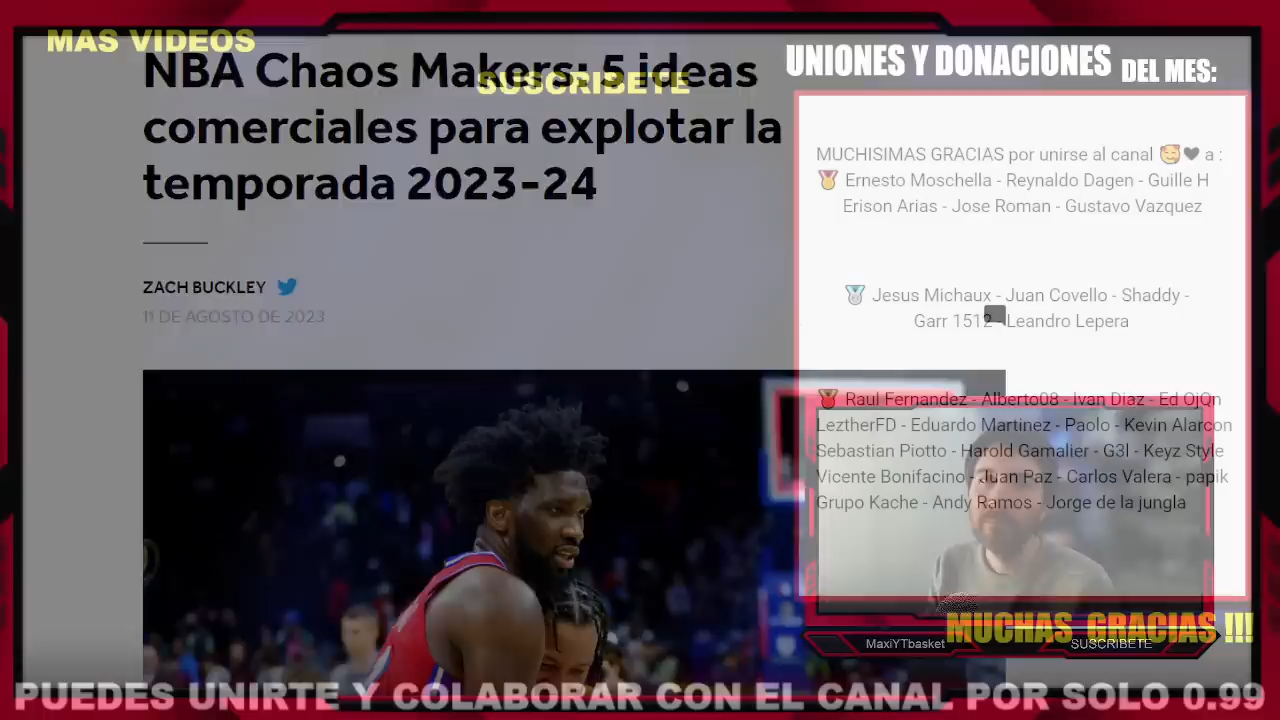 MAS VIDEOS
SUSCRIBETE
NBA Chaos Makers: 5 ideas
comerciales para explotar la
temporada 2023-24
ZACH BUCKLEY
11 DE AGOSTO DE 2023
UNIONES Y DONACIONES DEL MES:
MUCHISIMAS GRACIAS por unirse al canal 🥰🖤 a :
🥇 Ernesto Moschella - Reynaldo Dagen - Guille H
Erison Arias - Jose Roman - Gustavo Vazquez
🥈 Jesus Michaux - Juan Covello - Shaddy -
Garr 1512 - Leandro Lepera
🥉 Raul Fernandez - Alberto08 - Ivan Diaz - Ed OjOn
LeztherFD - Eduardo Martinez - Paolo - Kevin Alarcon
Sebastian Piotto - Harold Gamalier - G3l - Keyz Style
Vicente Bonifacino - Juan Paz - Carlos Valera - papik
Grupo Kache - Andy Ramos - Jorge de la jungla
MUCHAS GRACIAS !!!
MaxiYTbasket
SUSCRIBETE
PUEDES UNIRTE Y COLABORAR CON EL CANAL POR SOLO 0.99